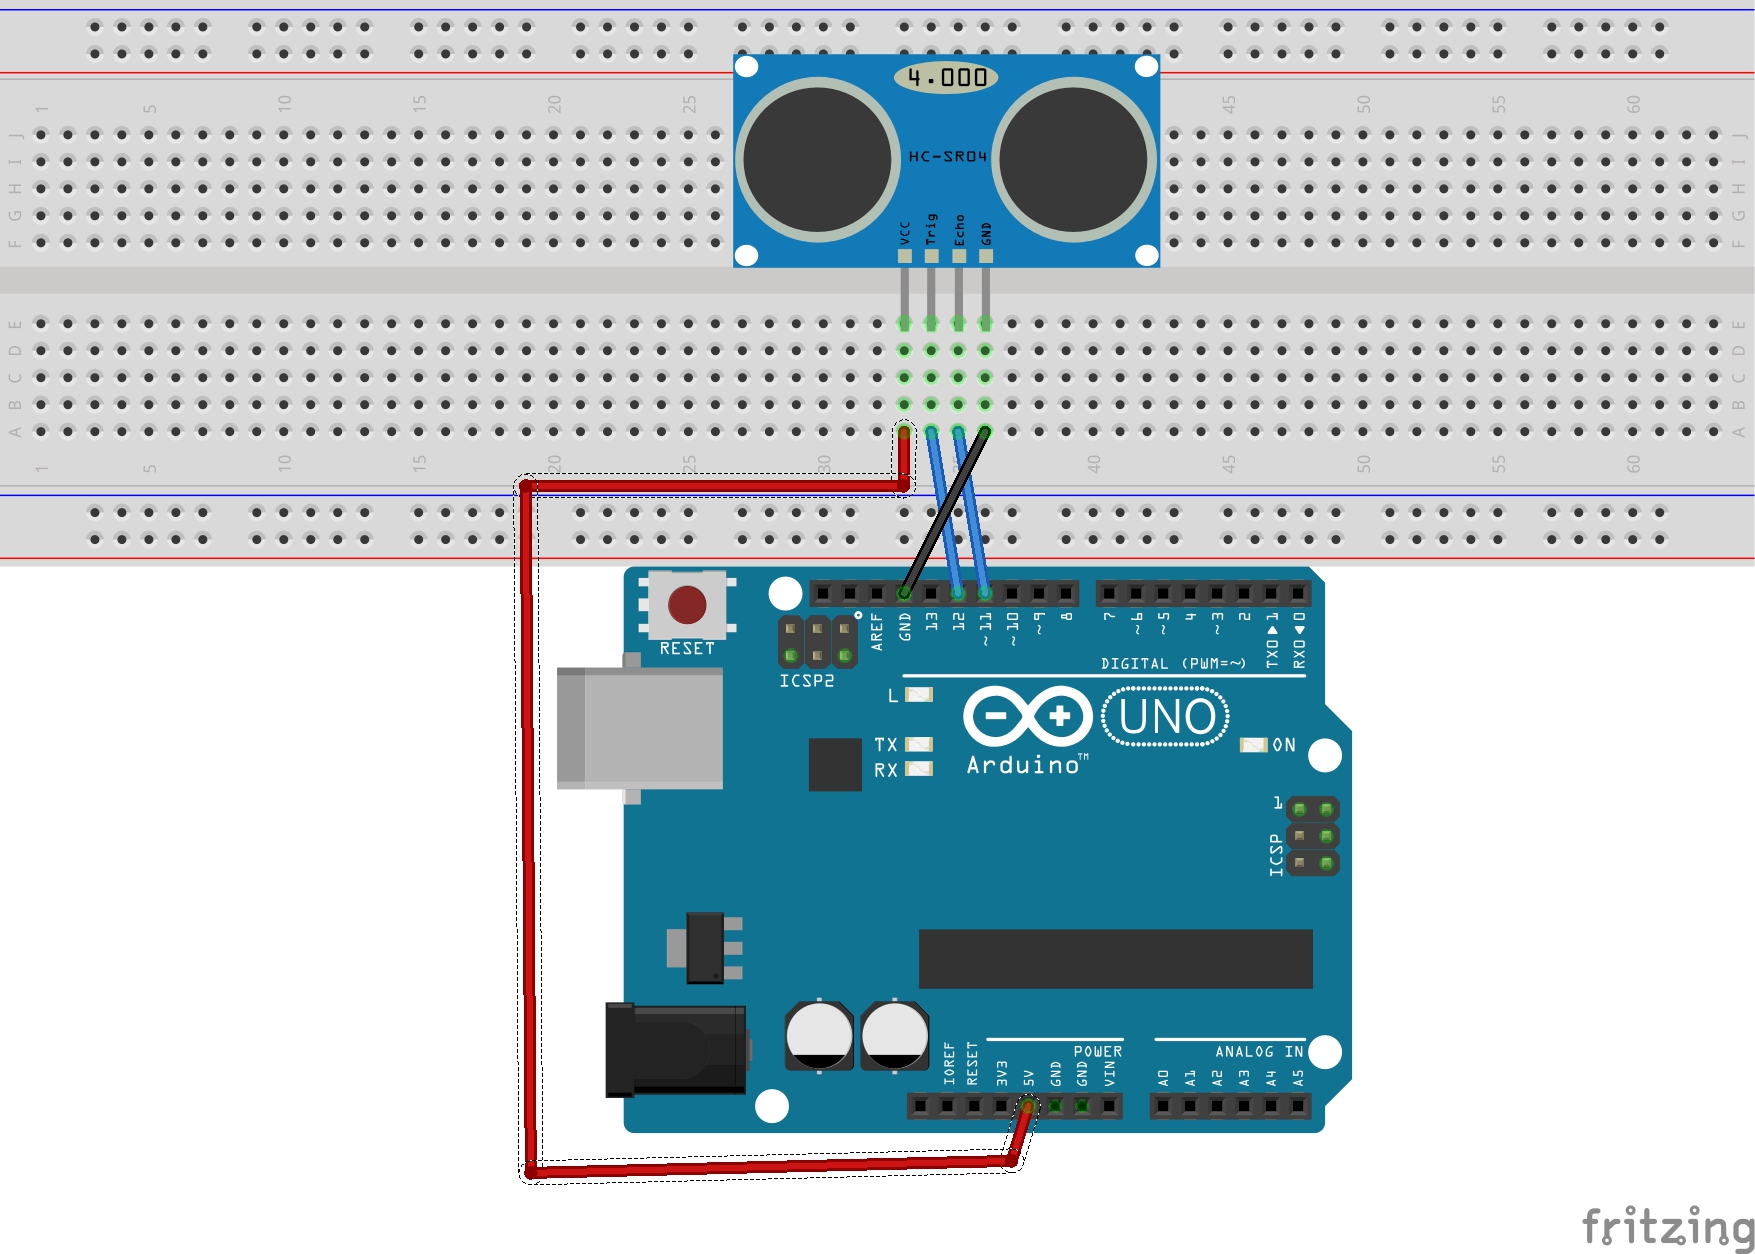 1 5 10 15 20 25 45 50 55 60
4.000
J J
I I
H H
G G
F F
HC-SR04
VCC Trig Echo GND
E E
D D
C C
B B
A A
1 5 10 15 20 25 30 40 45 50 55 60
RESET
ICSP2
AREF GND 13 12 ~11 ~10 ~9 8 7 ~6 ~5 4 ~3 2 TX0▶1 RX0◀0
DIGITAL (PWM=~)
L
TX
RX
UNO
ON
Arduino™
1
ICSP
IOREF RESET 3V3 5V GND GND VIN
POWER
ANALOG IN
A0 A1 A2 A3 A4 A5
fritzing